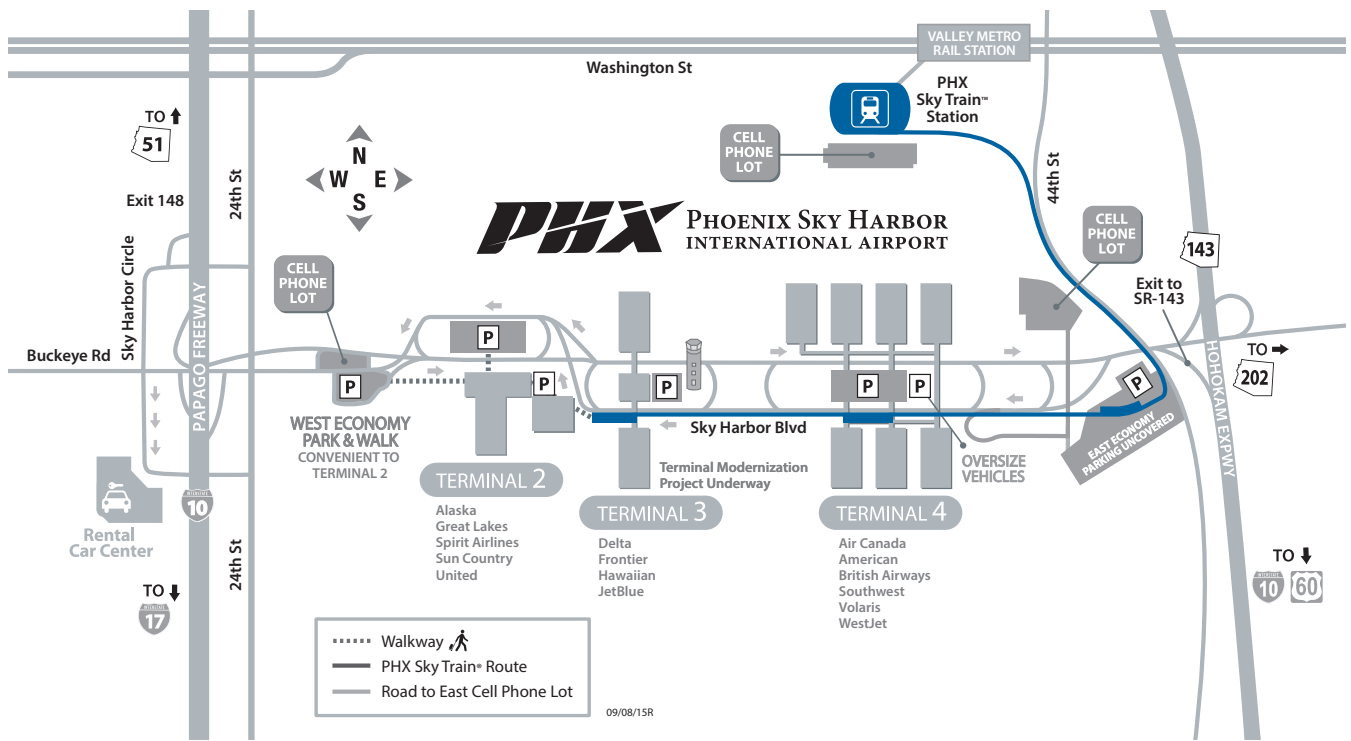 VALLEY METRO
RAIL STATION
Washington St
PHX
Sky Train™
Station
TO
51
CELL
PHONE
LOT
N
W E
S
24th St
44th St
Exit 148
CELL
PHONE
LOT
PHX PHOENIX SKY HARBOR
INTERNATIONAL AIRPORT
143
Sky Harbor Circle
PAPAGO FREEWAY
CELL
PHONE
LOT
Exit to
SR-143
P
Buckeye Rd
HOHOKAM EXPWY
TO
202
P
P
P
P
P
P
WEST ECONOMY
PARK & WALK
CONVENIENT TO
TERMINAL 2
Sky Harbor Blvd
EAST ECONOMY
PARKING UNCOVERED
OVERSIZE
VEHICLES
Terminal Modernization
Project Underway
TERMINAL 2
Alaska
Great Lakes
Spirit Airlines
Sun Country
United
TERMINAL 3
Delta
Frontier
Hawaiian
JetBlue
TERMINAL 4
Air Canada
American
British Airways
Southwest
Volaris
WestJet
INTERSTATE
10
Rental
Car Center
24th St
TO
INTERSTATE
17
TO
INTERSTATE
10
60
Walkway
PHX Sky Train® Route
Road to East Cell Phone Lot
09/08/15R